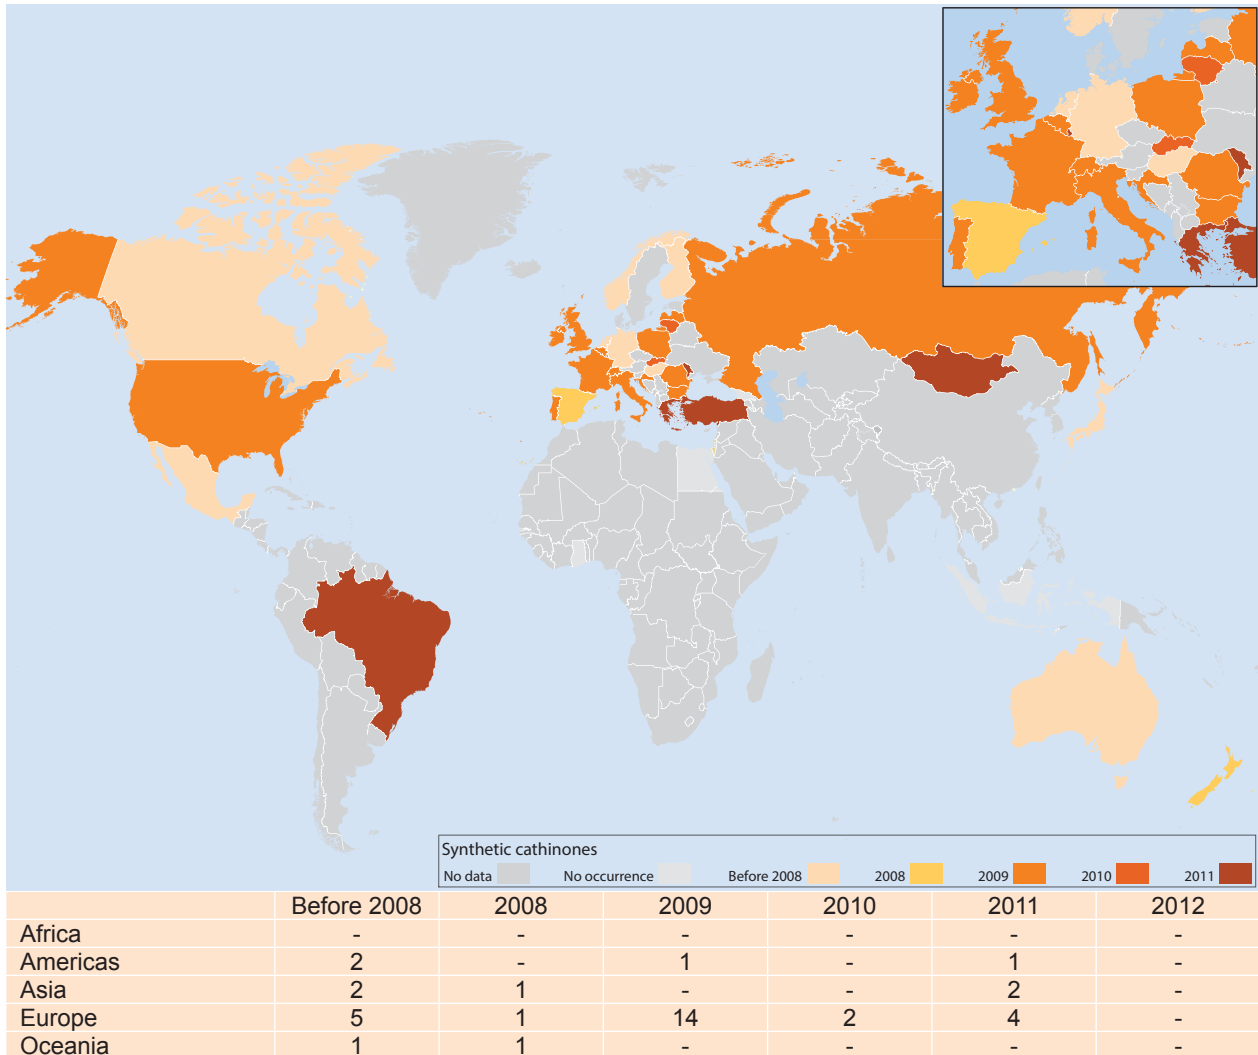 Synthetic cathinones
No data No occurrence Before 2008 2008 2009 2010 2011
Before 2008 2008 2009 2010 2011 2012
Africa - - - - - -
Americas 2 - 1 - 1 -
Asia 2 1 - - 2 -
Europe 5 1 14 2 4 -
Oceania 1 1 - - - -